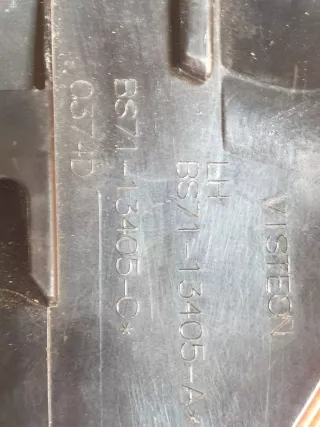 VISTEON
LH
BS71-13405-A*
BS71-13405-C*
0374D